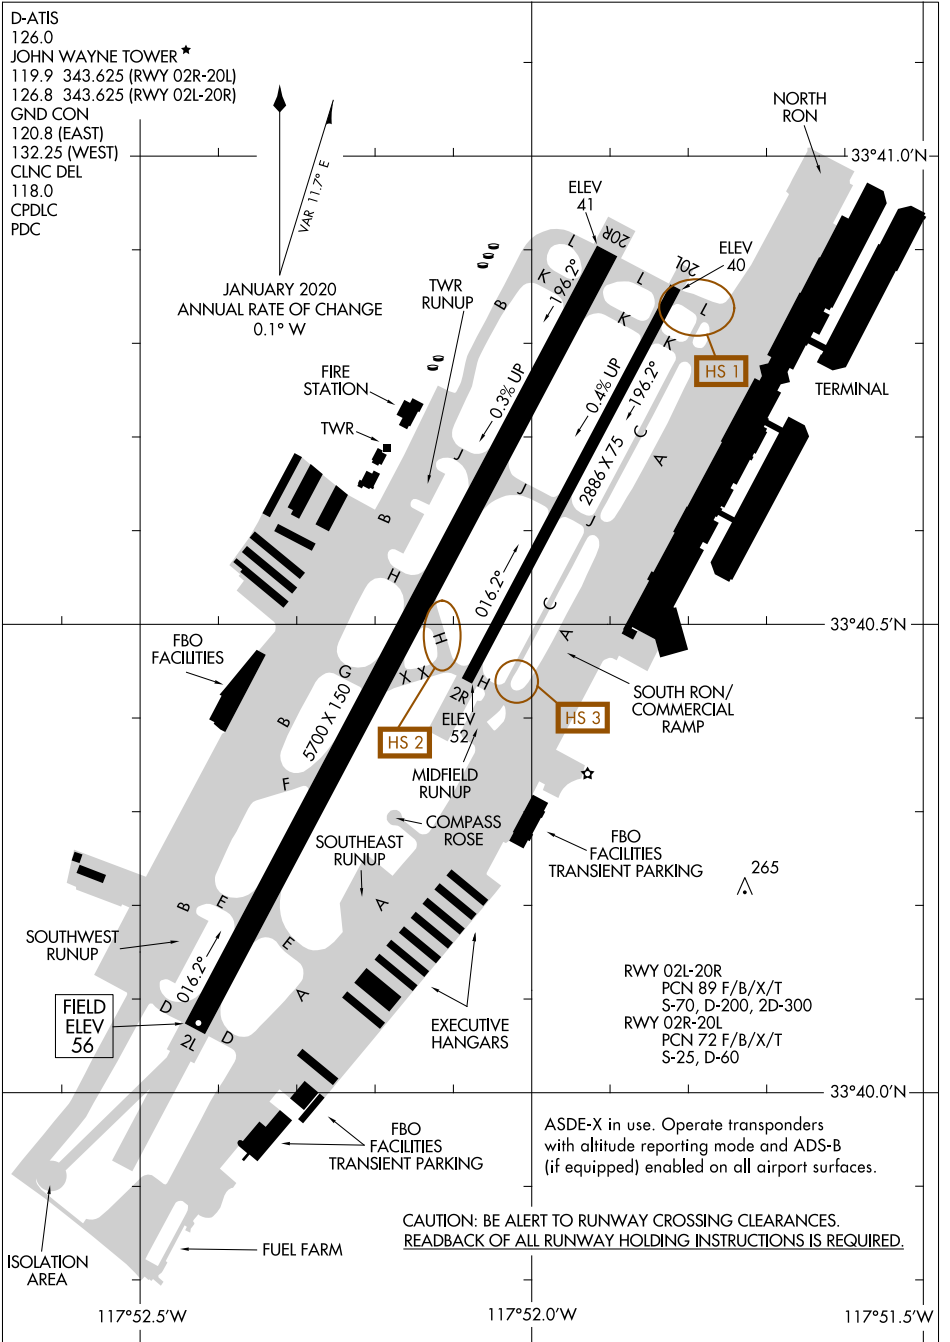 D-ATIS
126.0
JOHN WAYNE TOWER★
119.9 343.625 (RWY 02R-20L)
126.8 343.625 (RWY 02L-20R)
GND CON
120.8 (EAST)
132.25 (WEST)
CLNC DEL
118.0
CPDLC
PDC
VAR 11.7° E
JANUARY 2020
ANNUAL RATE OF CHANGE
0.1° W
NORTH
RON
33°41.0'N
ELEV
41
20R
L
ELEV
40
20L
L
L
B
K
196.2°
K
K
TWR
RUNUP
HS 1
TERMINAL
FIRE
STATION
TWR
0.3% UP
0.4% UP
196.2°
2886 X 75
C
A
J
J
J
B
H
016.2°
C
A
H
33°40.5'N
FBO
FACILITIES
G
X
X
2R
H
ELEV
52
HS 2
HS 3
SOUTH RON/
COMMERCIAL
RAMP
B
5700 X 150
F
MIDFIELD
RUNUP
COMPASS
ROSE
SOUTHEAST
RUNUP
FBO
FACILITIES
TRANSIENT PARKING
265
B
E
A
E
A
SOUTHWEST
RUNUP
016.2°
D
2L
D
FIELD
ELEV
56
EXECUTIVE
HANGARS
RWY 02L-20R
PCN 89 F/B/X/T
S-70, D-200, 2D-300
RWY 02R-20L
PCN 72 F/B/X/T
S-25, D-60
33°40.0'N
FBO
FACILITIES
TRANSIENT PARKING
ASDE-X in use. Operate transponders
with altitude reporting mode and ADS-B
(if equipped) enabled on all airport surfaces.
CAUTION: BE ALERT TO RUNWAY CROSSING CLEARANCES.
READBACK OF ALL RUNWAY HOLDING INSTRUCTIONS IS REQUIRED.
FUEL FARM
ISOLATION
AREA
117°52.5'W
117°52.0'W
117°51.5'W